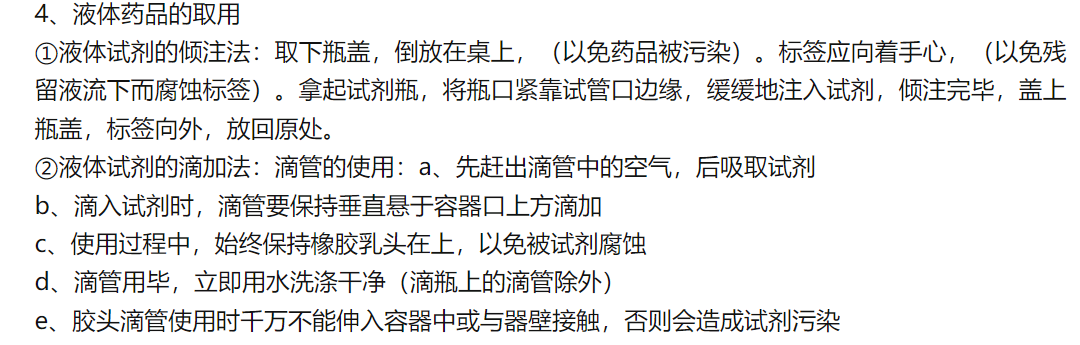 4、液体药品的取用
①液体试剂的倾注法：取下瓶盖，倒放在桌上，（以免药品被污染）。标签应向着手心，（以免残
留液流下而腐蚀标签）。拿起试剂瓶，将瓶口紧靠试管口边缘，缓缓地注入试剂，倾注完毕，盖上
瓶盖，标签向外，放回原处。
②液体试剂的滴加法：滴管的使用：a、先赶出滴管中的空气，后吸取试剂
b、滴入试剂时，滴管要保持垂直悬于容器口上方滴加
c、使用过程中，始终保持橡胶乳头在上，以免被试剂腐蚀
d、滴管用毕，立即用水洗涤干净（滴瓶上的滴管除外）
e、胶头滴管使用时千万不能伸入容器中或与器壁接触，否则会造成试剂污染